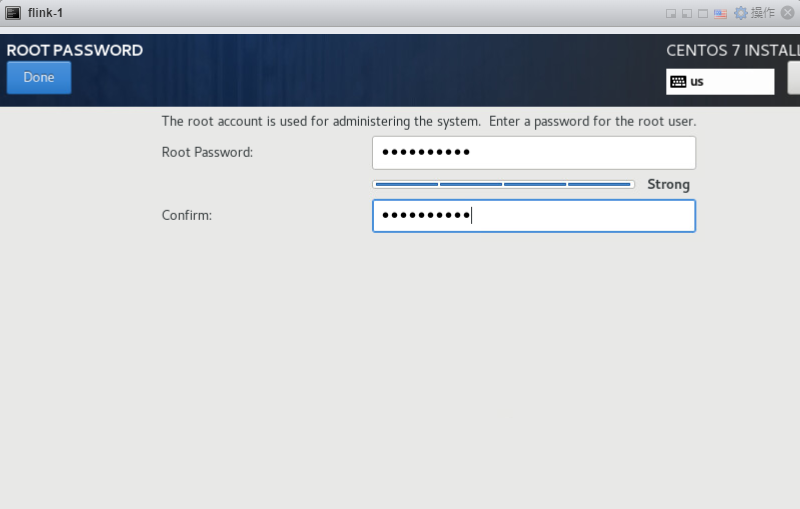 flink-1
操作
ROOT PASSWORD
CENTOS 7 INSTALL
Done
us
The root account is used for administering the system. Enter a password for the root user.
Root Password:
••••••••••
Strong
Confirm:
••••••••••